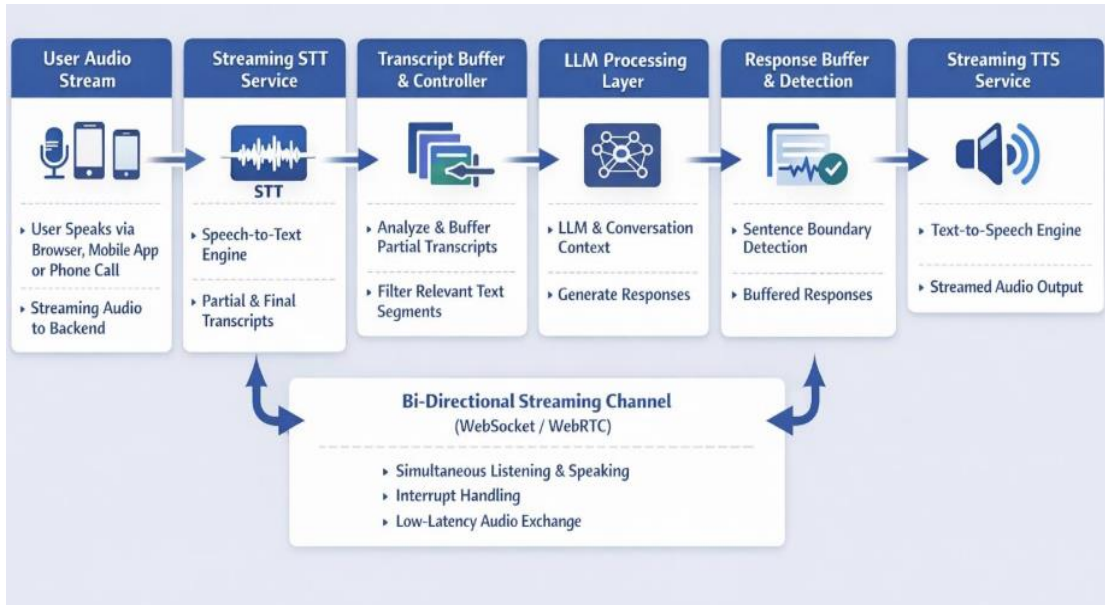 User Audio
Stream
Streaming STT
Service
Transcript Buffer
& Controller
LLM Processing
Layer
Response Buffer
& Detection
Streaming TTS
Service
STT
User Speaks via
Browser, Mobile App
or Phone Call
Streaming Audio
to Backend
Speech-to-Text
Engine
Partial & Final
Transcripts
Analyze & Buffer
Partial Transcripts
Filter Relevant Text
Segments
LLM & Conversation
Context
Generate Responses
Sentence Boundary
Detection
Buffered Responses
Text-to-Speech Engine
Streamed Audio Output
Bi-Directional Streaming Channel
(WebSocket / WebRTC)
Simultaneous Listening & Speaking
Interrupt Handling
Low-Latency Audio Exchange